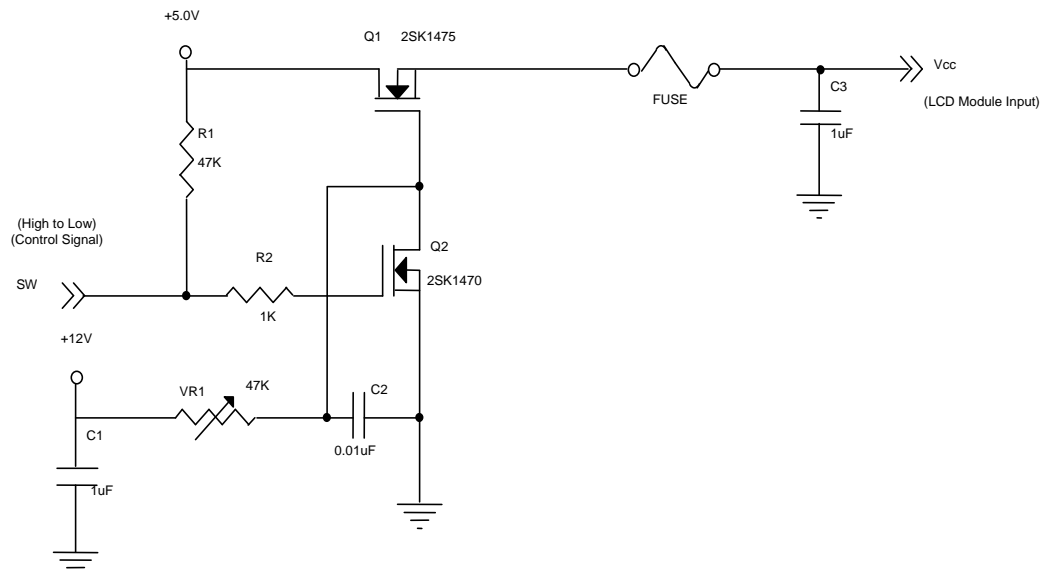 +5.0V
Q1 2SK1475
Vcc
FUSE
C3
(LCD Module Input)
1uF
R1
47K
(High to Low)
(Control Signal)
Q2
R2
SW
2SK1470
1K
+12V
VR1
47K
C2
C1
0.01uF
1uF